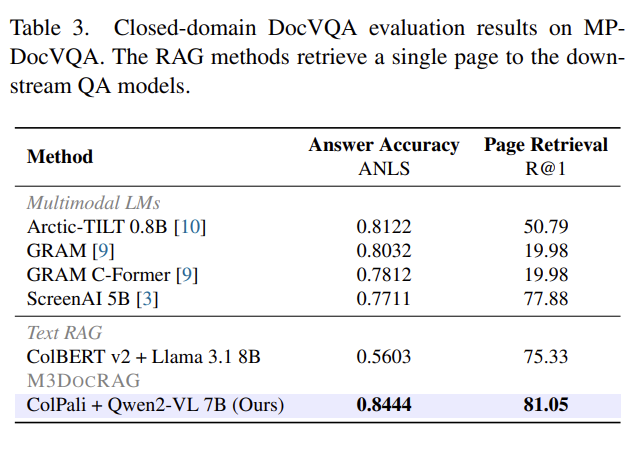 Table 3. Closed-domain DocVQA evaluation results on MP-
DocVQA. The RAG methods retrieve a single page to the down-
stream QA models.
Method Answer Accuracy Page Retrieval
ANLS R@1
Multimodal LMs
Arctic-TILT 0.8B [10] 0.8122 50.79
GRAM [9] 0.8032 19.98
GRAM C-Former [9] 0.7812 19.98
ScreenAI 5B [3] 0.7711 77.88
Text RAG
ColBERT v2 + Llama 3.1 8B 0.5603 75.33
M3DOCRAG
ColPali + Qwen2-VL 7B (Ours) 0.8444 81.05